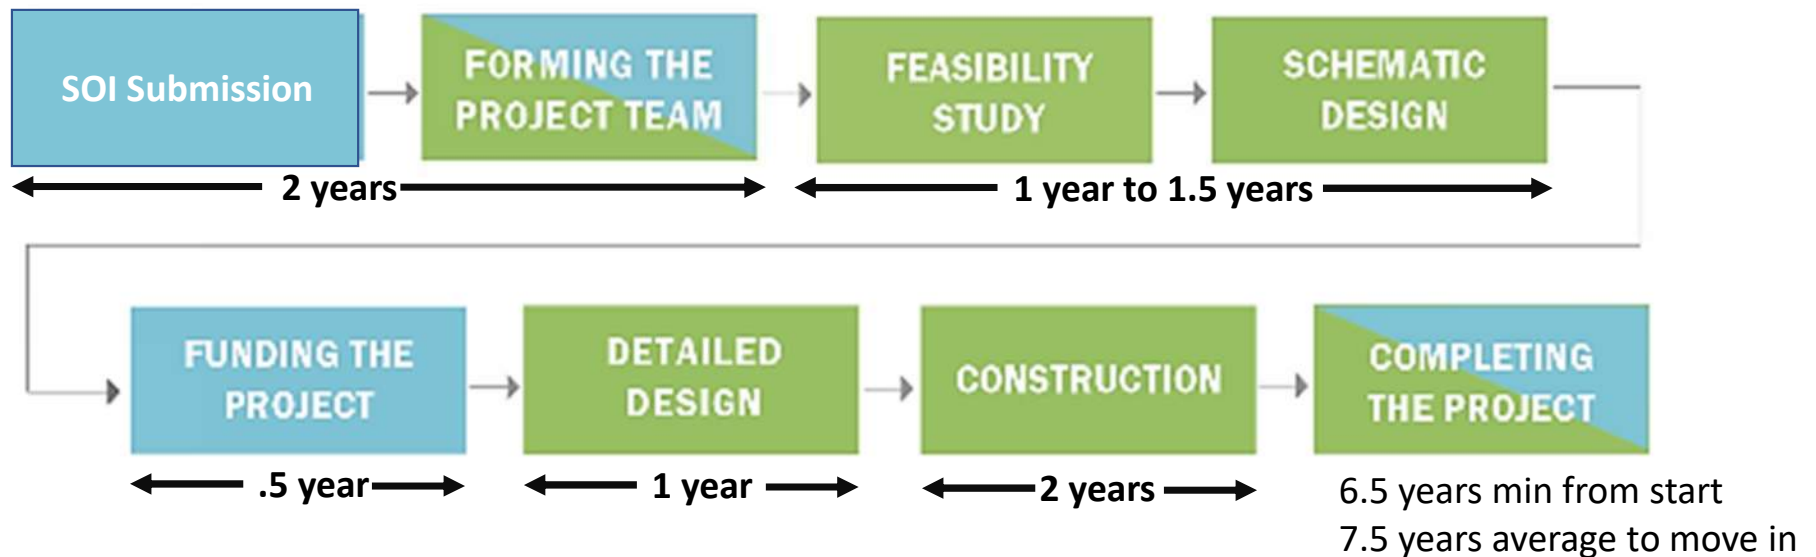 SOI Submission
FORMING THE
PROJECT TEAM
FEASIBILITY
STUDY
SCHEMATIC
DESIGN
2 years
1 year to 1.5 years
FUNDING THE
PROJECT
DETAILED
DESIGN
CONSTRUCTION
COMPLETING
THE PROJECT
.5 year
1 year
2 years
6.5 years min from start
7.5 years average to move in